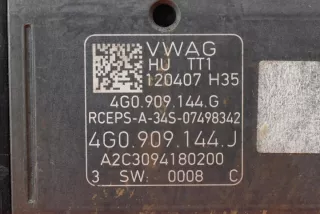 VWAG
HU TT1
120407 H35
4G0.909.144.G
RCEPS-A-34S-07498342
4G0.909.144.J
A2C3094180200
3 SW: 0008 C